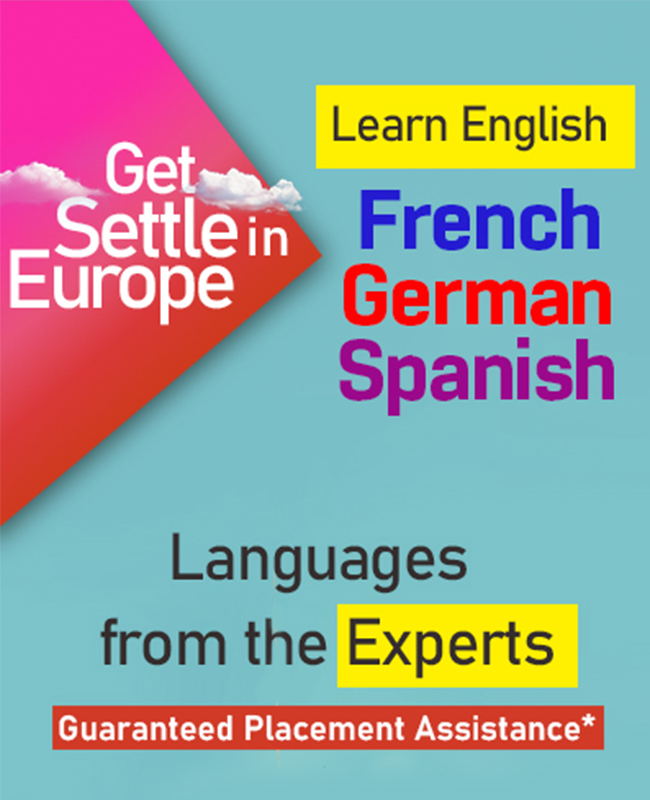 Get
Settle in
Europe
Learn English
French
German
Spanish
Languages
from the Experts
Guaranteed Placement Assistance*